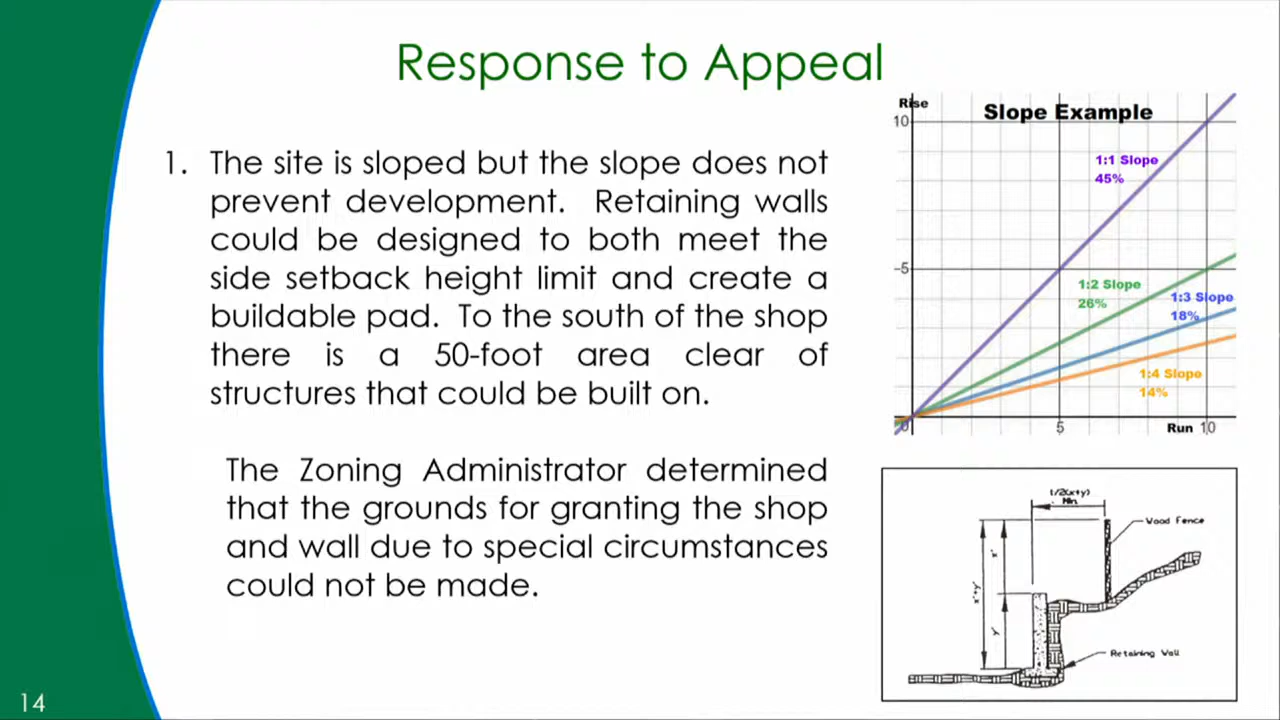 Response to Appeal
1. The site is sloped but the slope does not
prevent development. Retaining walls
could be designed to both meet the
side setback height limit and create a
buildable pad. To the south of the shop
there is a 50-foot area clear of
structures that could be built on.
The Zoning Administrator determined
that the grounds for granting the shop
and wall due to special circumstances
could not be made.
Rise
Slope Example
10
1:1 Slope
45%
5
1:2 Slope
26%
1:3 Slope
18%
1:4 Slope
14%
0
5
Run 10
1/2(x+y)
Min.
Wood Fence
x'
x'+y'
y'
Retaining Wall
14